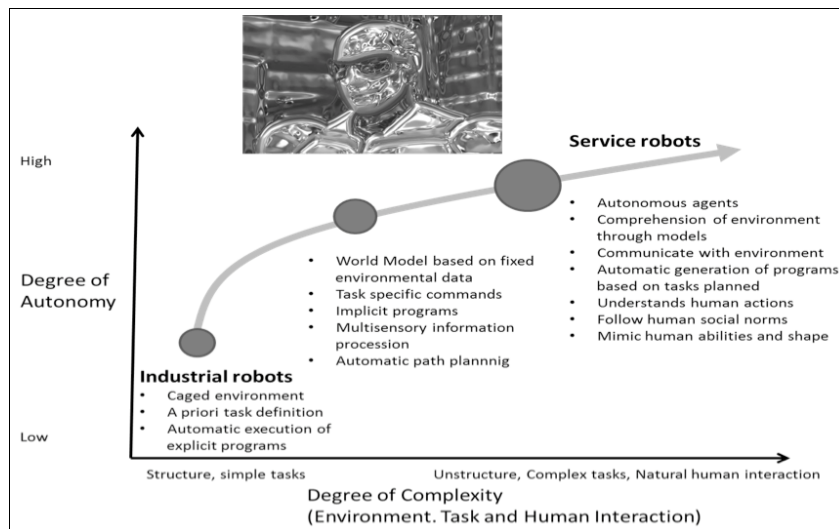 Service robots
High
• Autonomous agents
• Comprehension of environment
through models
• Communicate with environment
• Automatic generation of programs
based on tasks planned
• Understands human actions
• Follow human social norms
• Mimic human abilities and shape
• World Model based on fixed
environmental data
• Task specific commands
• Implicit programs
• Multisensory information
procession
• Automatic path plannnig
Degree of
Autonomy
Industrial robots
• Caged environment
• A priori task definition
• Automatic execution of
explicit programs
Low
Structure, simple tasks
Unstructure, Complex tasks, Natural human interaction
Degree of Complexity
(Environment. Task and Human Interaction)